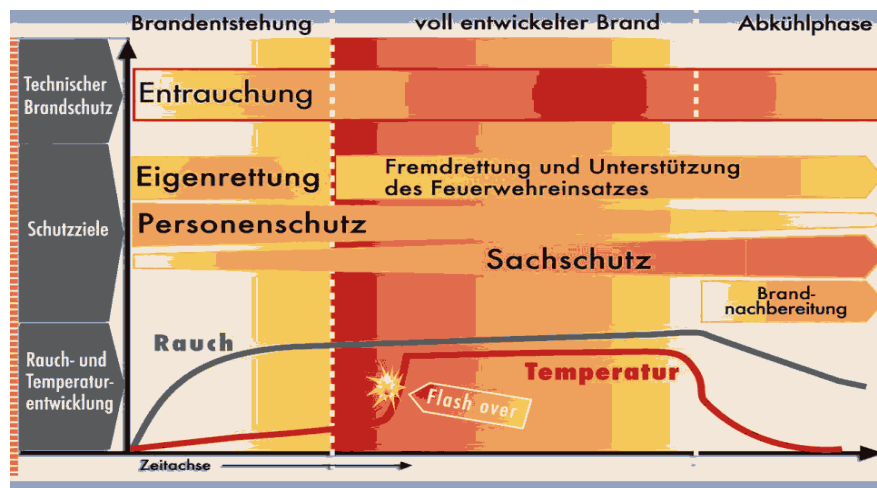 Brandentstehung
voll entwickelter Brand
Abkühlphase
Technischer
Brandschutz
Entrauchung
Eigenrettung
Fremdrettung und Unterstützung
des Feuerwehreinsatzes
Schutzziele
Personenschutz
Sachschutz
Brand-
nachbereitung
Rauch- und
Temperatur-
entwicklung
Rauch
Temperatur
Flash over
Zeitachse